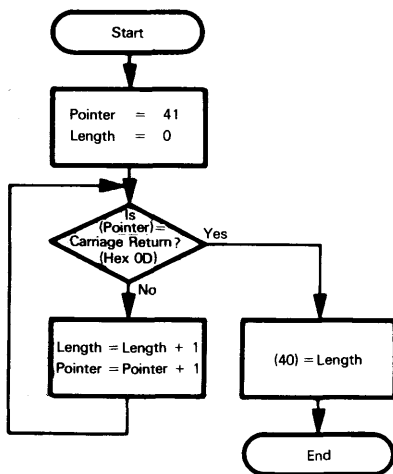 Start
Pointer = 41
Length = 0
Is
(Pointer) =
Carriage Return?
(Hex 0D)
Yes
No
Length = Length + 1
Pointer = Pointer + 1
(40) = Length
End